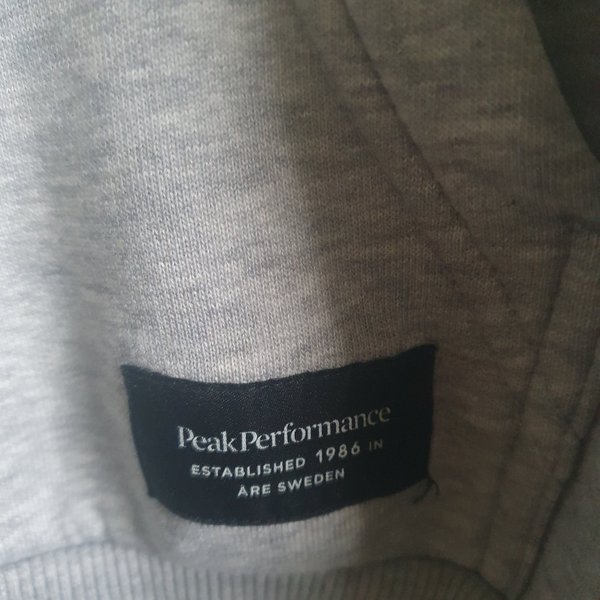 PeakPerformance
ESTABLISHED 1986 IN
ÅRE SWEDEN